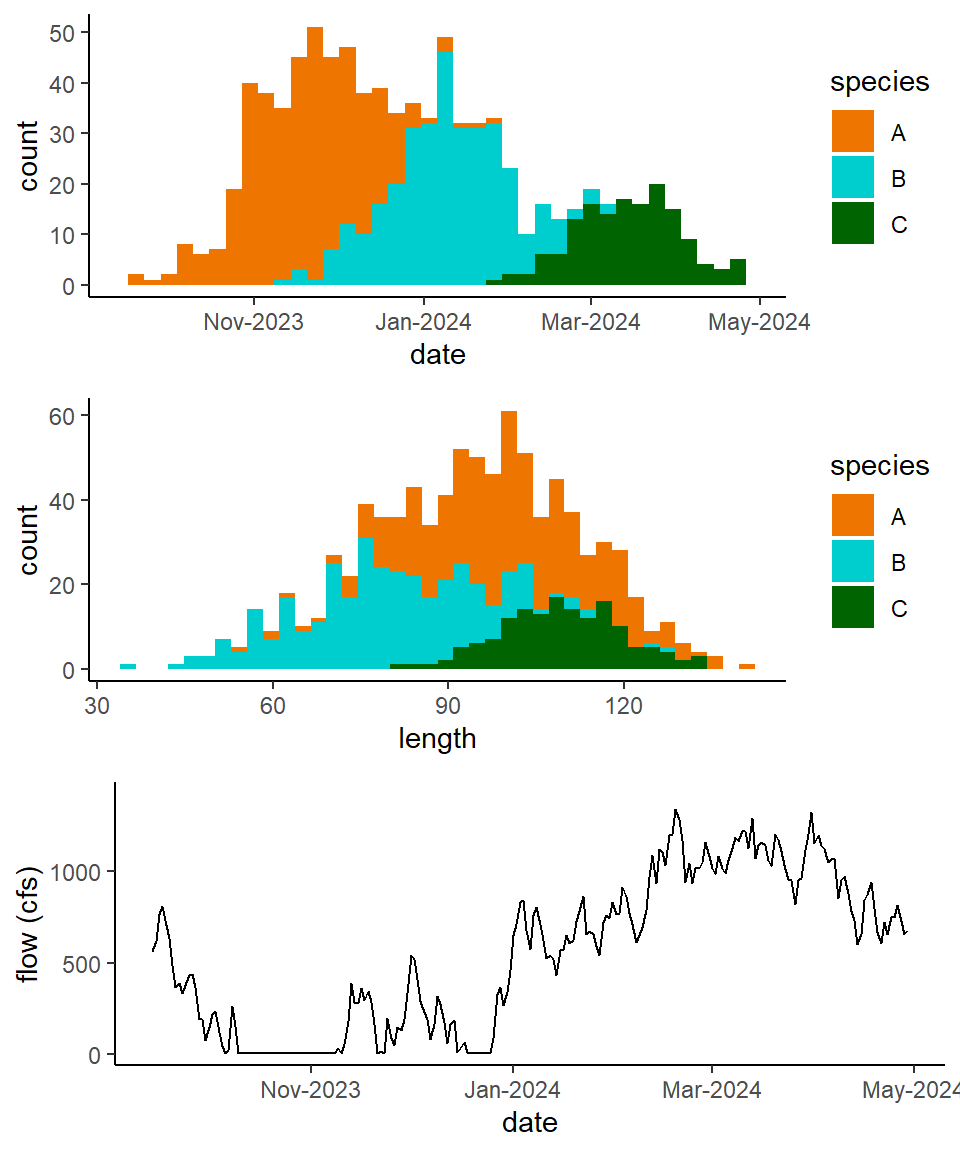 50
40
30
20
10
0
count
Nov-2023 Jan-2024 Mar-2024 May-2024
date
species
A
B
C
60
40
20
0
count
30 60 90 120
length
species
A
B
C
1000
500
0
flow (cfs)
Nov-2023 Jan-2024 Mar-2024 May-2024
date